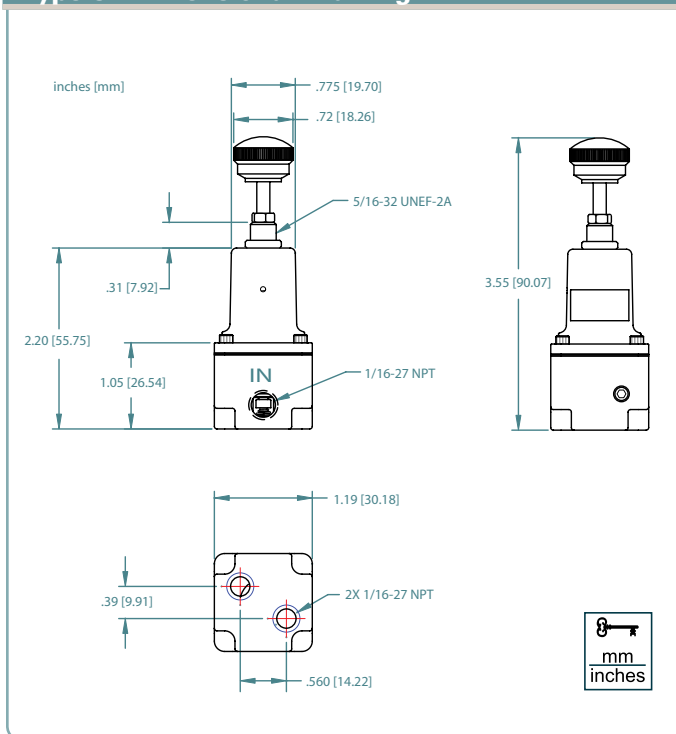 inches [mm]
.775 [19.70]
.72 [18.26]
5/16-32 UNEF-2A
.31 [7.92]
3.55 [90.07]
2.20 [55.75]
1.05 [26.54]
IN
1/16-27 NPT
1.19 [30.18]
.39 [9.91]
2X 1/16-27 NPT
.560 [14.22]
mm
inches